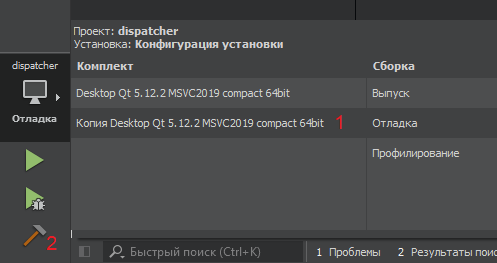 Проект: dispatcher
Установка: Конфигурация установки
Комплект Сборка
Desktop Qt 5.12.2 MSVC2019 compact 64bit Выпуск
Копия Desktop Qt 5.12.2 MSVC2019 compact 64bit 1 Отладка
Профилирование
dispatcher
Отладка
2
Быстрый поиск (Ctrl+K) 1 Проблемы 2 Результаты поис